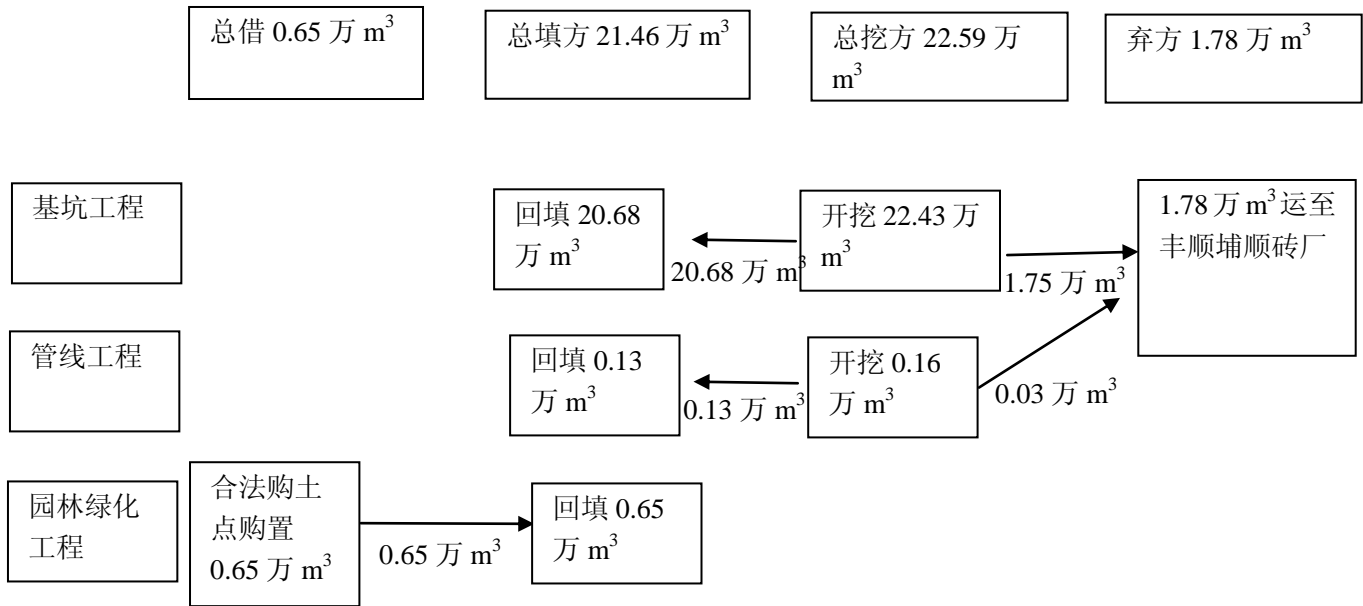 总借 0.65 万 m³
总填方 21.46 万 m³
总挖方 22.59 万
m³
弃方 1.78 万 m³
基坑工程
回填 20.68
万 m³
20.68 万 m³
开挖 22.43 万
m³
1.75 万 m³
1.78 万 m³ 运至
丰顺埔顺砖厂
管线工程
回填 0.13
万 m³
0.13 万 m³
开挖 0.16
万 m³
0.03 万 m³
园林绿化
工程
合法购土
点购置
0.65 万 m³
0.65 万 m³
回填 0.65
万 m³